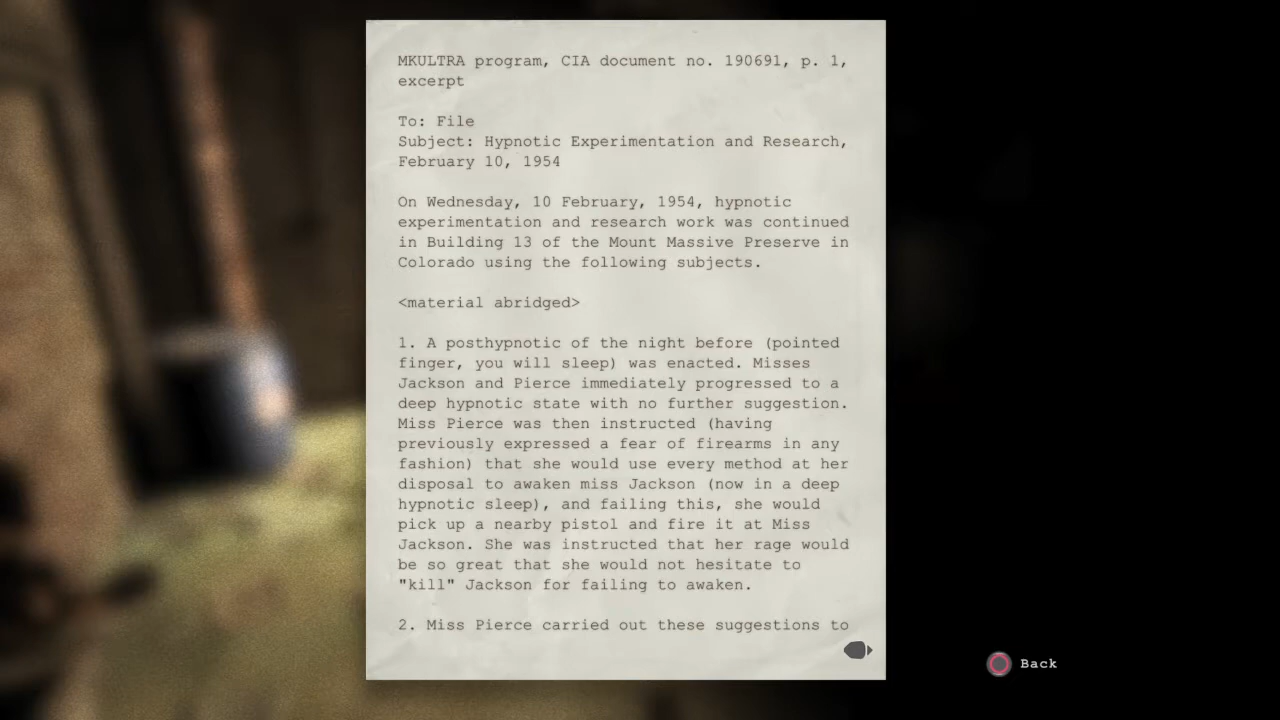 MKULTRA program, CIA document no. 190691, p. 1,
excerpt
To: File
Subject: Hypnotic Experimentation and Research,
February 10, 1954
On Wednesday, 10 February, 1954, hypnotic
experimentation and research work was continued
in Building 13 of the Mount Massive Preserve in
Colorado using the following subjects.
<material abridged>
1. A posthypnotic of the night before (pointed
finger, you will sleep) was enacted. Misses
Jackson and Pierce immediately progressed to a
deep hypnotic state with no further suggestion.
Miss Pierce was then instructed (having
previously expressed a fear of firearms in any
fashion) that she would use every method at her
disposal to awaken miss Jackson (now in a deep
hypnotic sleep), and failing this, she would
pick up a nearby pistol and fire it at Miss
Jackson. She was instructed that her rage would
be so great that she would not hesitate to
"kill" Jackson for failing to awaken.
2. Miss Pierce carried out these suggestions to
Back